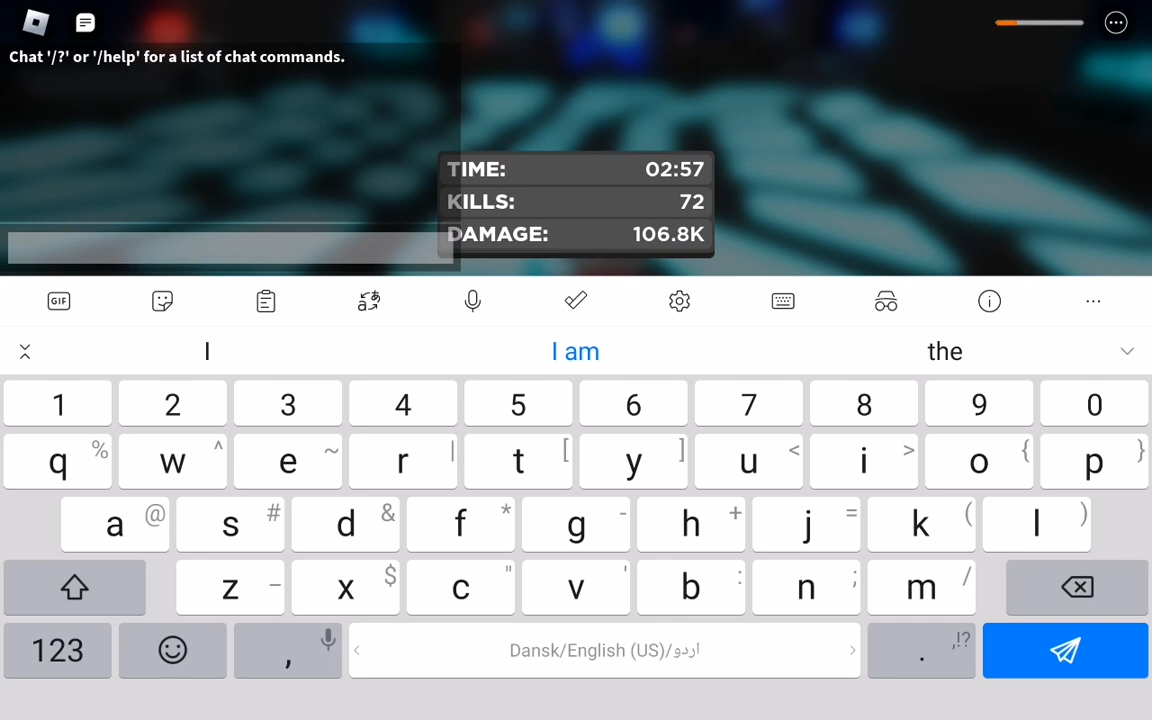 Chat '/?' or '/help' for a list of chat commands.
TIME: 02:57
KILLS: 72
DAMAGE: 106.8K
GIF
I I am the
1 2 3 4 5 6 7 8 9 0
q % w ^ e ~ r | t [ y ] u < i > o { p }
a @ s # d & f * g - h + j = k ( l )
z _ x $ c " v ' b : n ; m /
123 , Dansk/English (US)/اردو . ,!?